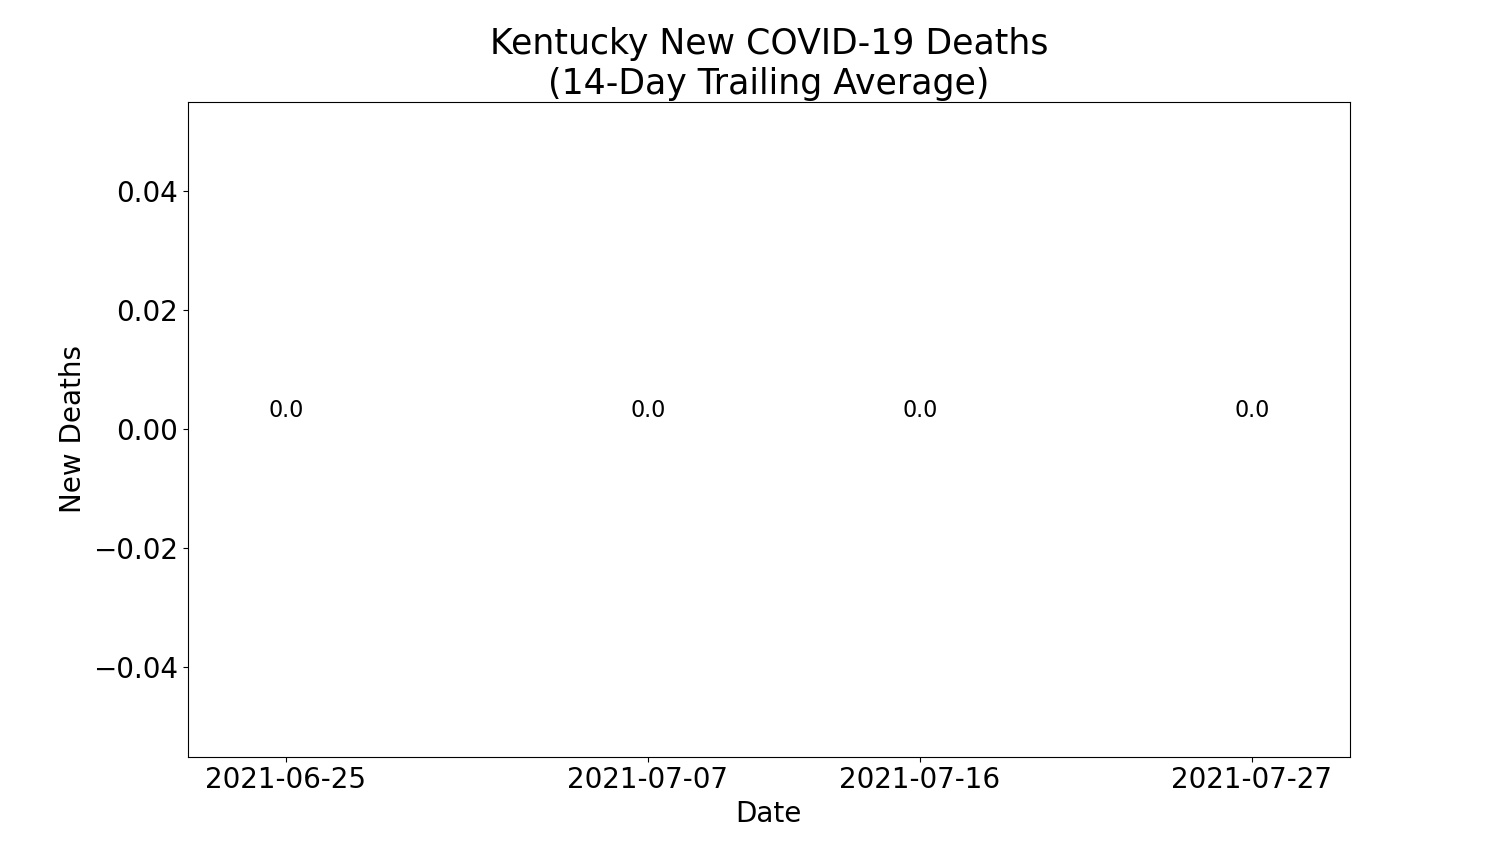 Kentucky New COVID-19 Deaths
(14-Day Trailing Average)
0.04
0.02
0.00
−0.02
−0.04
New Deaths
0.0 0.0 0.0 0.0
2021-06-25 2021-07-07 2021-07-16 2021-07-27
Date